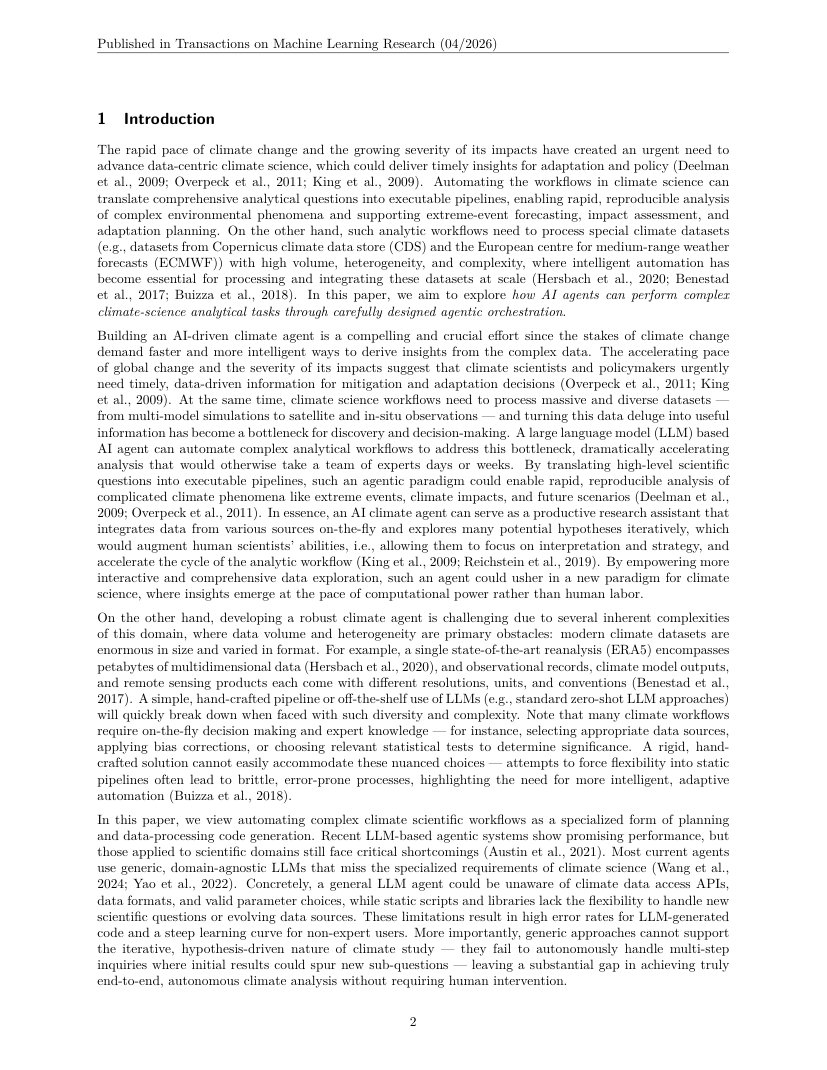 Published in Transactions on Machine Learning Research (04/2026)
1 Introduction
The rapid pace of climate change and the growing severity of its impacts have created an urgent need to
advance data-centric climate science, which could deliver timely insights for adaptation and policy (Deelman
et al., 2009; Overpeck et al., 2011; King et al., 2009). Automating the workflows in climate science can
translate comprehensive analytical questions into executable pipelines, enabling rapid, reproducible analysis
of complex environmental phenomena and supporting extreme-event forecasting, impact assessment, and
adaptation planning. On the other hand, such analytic workflows need to process special climate datasets
(e.g., datasets from Copernicus climate data store (CDS) and the European centre for medium-range weather
forecasts (ECMWF)) with high volume, heterogeneity, and complexity, where intelligent automation has
become essential for processing and integrating these datasets at scale (Hersbach et al., 2020; Benestad
et al., 2017; Buizza et al., 2018). In this paper, we aim to explore how AI agents can perform complex
climate-science analytical tasks through carefully designed agentic orchestration.
Building an AI-driven climate agent is a compelling and crucial effort since the stakes of climate change
demand faster and more intelligent ways to derive insights from the complex data. The accelerating pace
of global change and the severity of its impacts suggest that climate scientists and policymakers urgently
need timely, data-driven information for mitigation and adaptation decisions (Overpeck et al., 2011; King
et al., 2009). At the same time, climate science workflows need to process massive and diverse datasets —
from multi-model simulations to satellite and in-situ observations — and turning this data deluge into useful
information has become a bottleneck for discovery and decision-making. A large language model (LLM) based
AI agent can automate complex analytical workflows to address this bottleneck, dramatically accelerating
analysis that would otherwise take a team of experts days or weeks. By translating high-level scientific
questions into executable pipelines, such an agentic paradigm could enable rapid, reproducible analysis of
complicated climate phenomena like extreme events, climate impacts, and future scenarios (Deelman et al.,
2009; Overpeck et al., 2011). In essence, an AI climate agent can serve as a productive research assistant that
integrates data from various sources on-the-fly and explores many potential hypotheses iteratively, which
would augment human scientists' abilities, i.e., allowing them to focus on interpretation and strategy, and
accelerate the cycle of the analytic workflow (King et al., 2009; Reichstein et al., 2019). By empowering more
interactive and comprehensive data exploration, such an agent could usher in a new paradigm for climate
science, where insights emerge at the pace of computational power rather than human labor.
On the other hand, developing a robust climate agent is challenging due to several inherent complexities
of this domain, where data volume and heterogeneity are primary obstacles: modern climate datasets are
enormous in size and varied in format. For example, a single state-of-the-art reanalysis (ERA5) encompasses
petabytes of multidimensional data (Hersbach et al., 2020), and observational records, climate model outputs,
and remote sensing products each come with different resolutions, units, and conventions (Benestad et al.,
2017). A simple, hand-crafted pipeline or off-the-shelf use of LLMs (e.g., standard zero-shot LLM approaches)
will quickly break down when faced with such diversity and complexity. Note that many climate workflows
require on-the-fly decision making and expert knowledge — for instance, selecting appropriate data sources,
applying bias corrections, or choosing relevant statistical tests to determine significance. A rigid, hand-
crafted solution cannot easily accommodate these nuanced choices — attempts to force flexibility into static
pipelines often lead to brittle, error-prone processes, highlighting the need for more intelligent, adaptive
automation (Buizza et al., 2018).
In this paper, we view automating complex climate scientific workflows as a specialized form of planning
and data-processing code generation. Recent LLM-based agentic systems show promising performance, but
those applied to scientific domains still face critical shortcomings (Austin et al., 2021). Most current agents
use generic, domain-agnostic LLMs that miss the specialized requirements of climate science (Wang et al.,
2024; Yao et al., 2022). Concretely, a general LLM agent could be unaware of climate data access APIs,
data formats, and valid parameter choices, while static scripts and libraries lack the flexibility to handle new
scientific questions or evolving data sources. These limitations result in high error rates for LLM-generated
code and a steep learning curve for non-expert users. More importantly, generic approaches cannot support
the iterative, hypothesis-driven nature of climate study — they fail to autonomously handle multi-step
inquiries where initial results could spur new sub-questions — leaving a substantial gap in achieving truly
end-to-end, autonomous climate analysis without requiring human intervention.
2